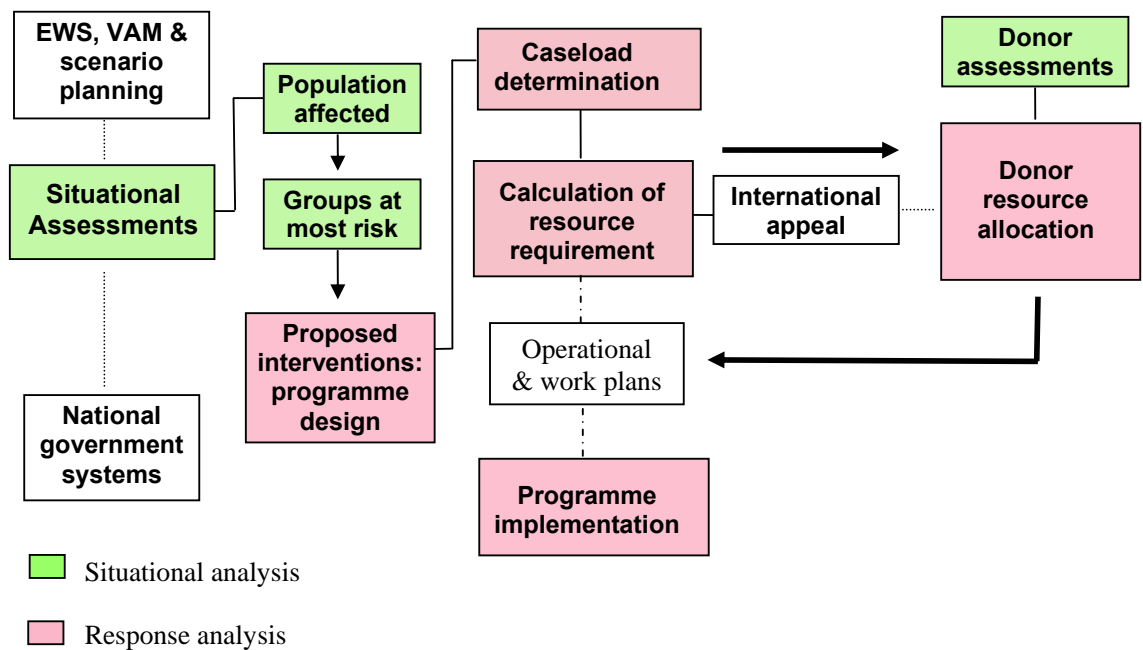 EWS, VAM &
scenario
planning
Situational
Assessments
National
government
systems
Population
affected
Groups at
most risk
Proposed
interventions:
programme
design
Caseload
determination
Calculation of
resource
requirement
Operational
& work plans
Programme
implementation
International
appeal
Donor
assessments
Donor
resource
allocation
Situational analysis
Response analysis